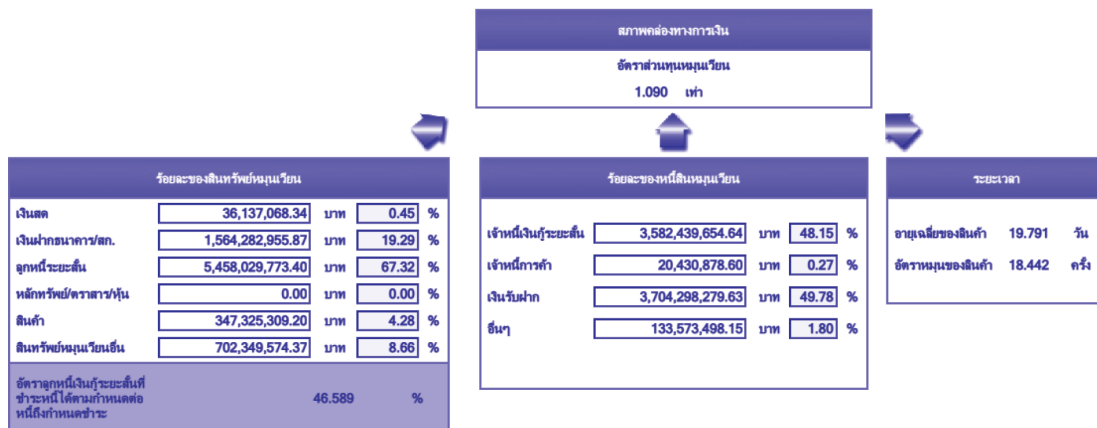 สภาพคล่องทางการเงิน
อัตราส่วนทุนหมุนเวียน
1.090 เท่า
ร้อยละของสินทรัพย์หมุนเวียน
เงินสด 36,137,068.34 บาท 0.45 %
เงินฝากธนาคาร/สก. 1,564,282,955.87 บาท 19.29 %
ลูกหนี้ระยะสั้น 5,458,029,773.40 บาท 67.32 %
หลักทรัพย์/ตราสาร/หุ้น 0.00 บาท 0.00 %
สินค้า 347,325,309.20 บาท 4.28 %
สินทรัพย์หมุนเวียนอื่น 702,349,574.37 บาท 8.66 %
อัตราลูกหนี้เงินกู้ระยะสั้นที่
ชำระหนี้ได้ตามกำหนดต่อ 46.589 %
หนี้ถึงกำหนดชำระ
ร้อยละของหนี้สินหมุนเวียน
เจ้าหนี้เงินกู้ระยะสั้น 3,582,439,654.64 บาท 48.15 %
เจ้าหนี้การค้า 20,430,878.60 บาท 0.27 %
เงินรับฝาก 3,704,298,279.63 บาท 49.78 %
อื่นๆ 133,573,498.15 บาท 1.80 %
ระยะเวลา
อายุเฉลี่ยของสินค้า 19.791 วัน
อัตราหมุนของสินค้า 18.442 ครั้ง